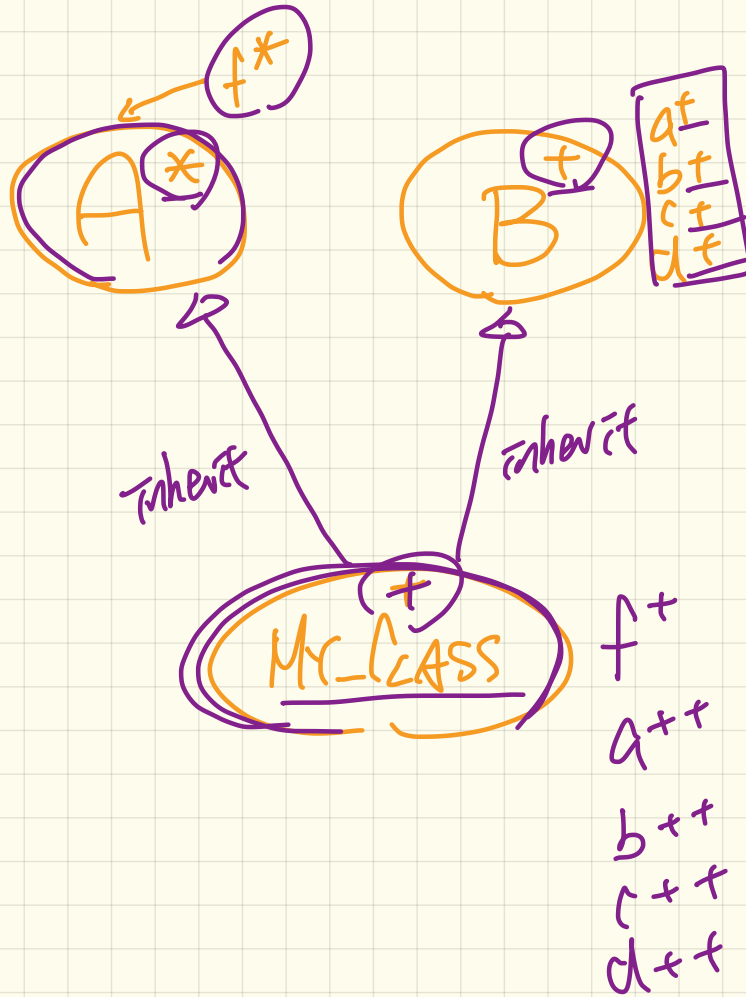 f*
A*
B+
a+
b+
c+
d+
inherit
inherit
+
MY_CLASS
f+
a++
b++
c++
d++